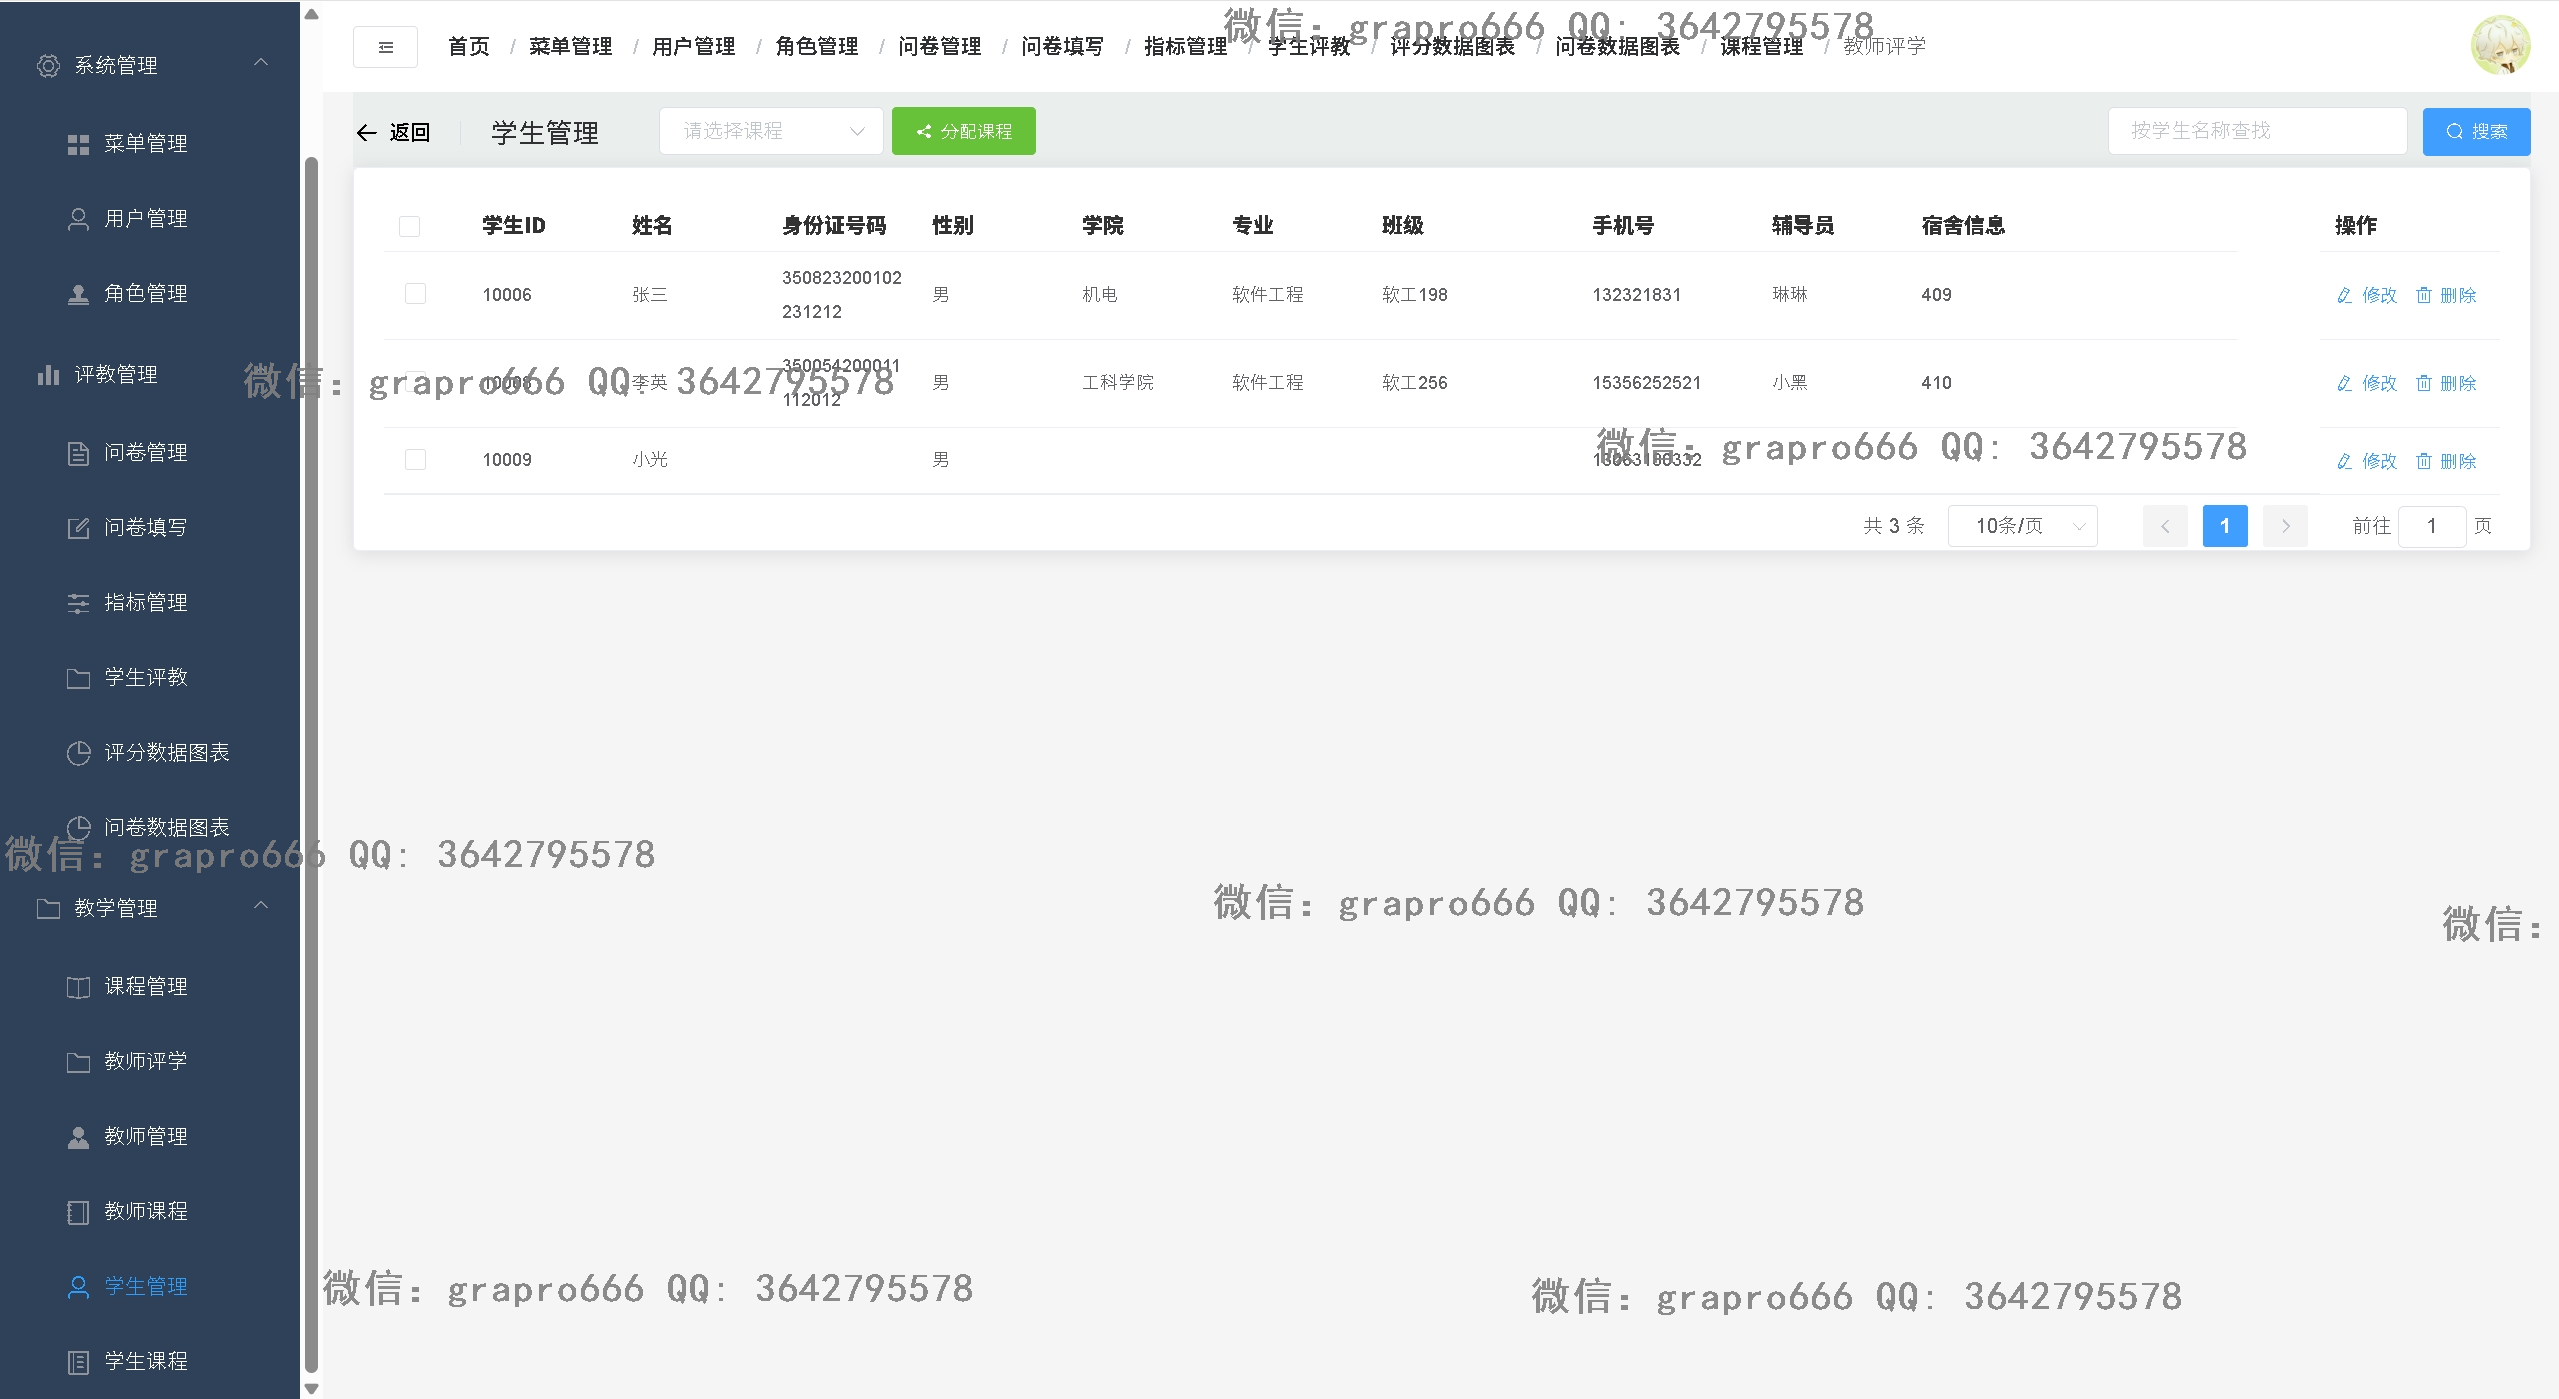 微信: grapro666 QQ: 3642795578
首页 / 菜单管理 / 用户管理 / 角色管理 / 问卷管理 / 问卷填写 / 指标管理 / 学生评教 / 评分数据图表 / 问卷数据图表 / 课程管理 / 教师评学
返回 学生管理 请选择课程 分配课程 按学生名称查找 搜索
学生ID 姓名 身份证号码 性别 学院 专业 班级 手机号 辅导员 宿舍信息 操作
10006 张三 350823200102 男 机电 软件工程 软工198 132321831 琳琳 409 修改 删除
231212
10008 李英 350054200011 男 工科学院 软件工程 软工256 15356252521 小黑 410 修改 删除
112012
微信: grapro666 QQ: 3642795578
10009 小光 男 修改 删除
微信: grapro666 QQ: 3642795578
共 3 条 10条/页 1 前往 1 页
系统管理
菜单管理
用户管理
角色管理
评教管理
问卷管理
问卷填写
指标管理
学生评教
评分数据图表
问卷数据图表
微信: grapro666 QQ: 3642795578
教学管理
课程管理
教师评学
教师管理
教师课程
学生管理
学生课程
微信: grapro666 QQ: 3642795578
微信:
微信: grapro666 QQ: 3642795578
微信: grapro666 QQ: 3642795578